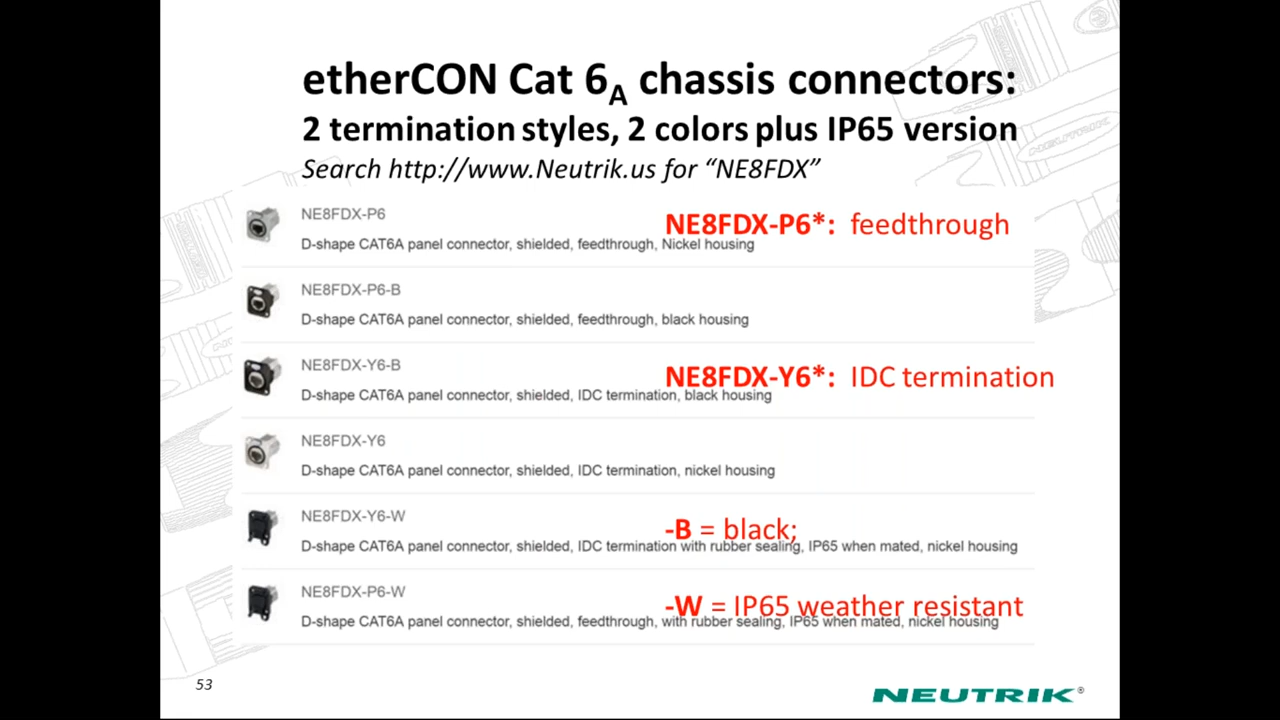 etherCON Cat 6A chassis connectors:
2 termination styles, 2 colors plus IP65 version
Search http://www.Neutrik.us for “NE8FDX”
NE8FDX-P6
NE8FDX-P6*: feedthrough
D-shape CAT6A panel connector, shielded, feedthrough, Nickel housing
NE8FDX-P6-B
D-shape CAT6A panel connector, shielded, feedthrough, black housing
NE8FDX-Y6-B
NE8FDX-Y6*: IDC termination
D-shape CAT6A panel connector, shielded, IDC termination, black housing
NE8FDX-Y6
D-shape CAT6A panel connector, shielded, IDC termination, nickel housing
NE8FDX-Y6-W
-B = black;
D-shape CAT6A panel connector, shielded, IDC termination with rubber sealing, IP65 when mated, nickel housing
NE8FDX-P6-W
-W = IP65 weather resistant
D-shape CAT6A panel connector, shielded, feedthrough, with rubber sealing, IP65 when mated, nickel housing
53
NEUTRIK®